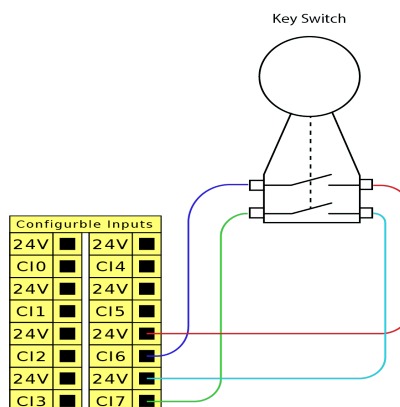 Key Switch
Configurble Inputs
24V 24V
CI0 CI4
24V 24V
CI1 CI5
24V 24V
CI2 CI6
24V 24V
CI3 CI7